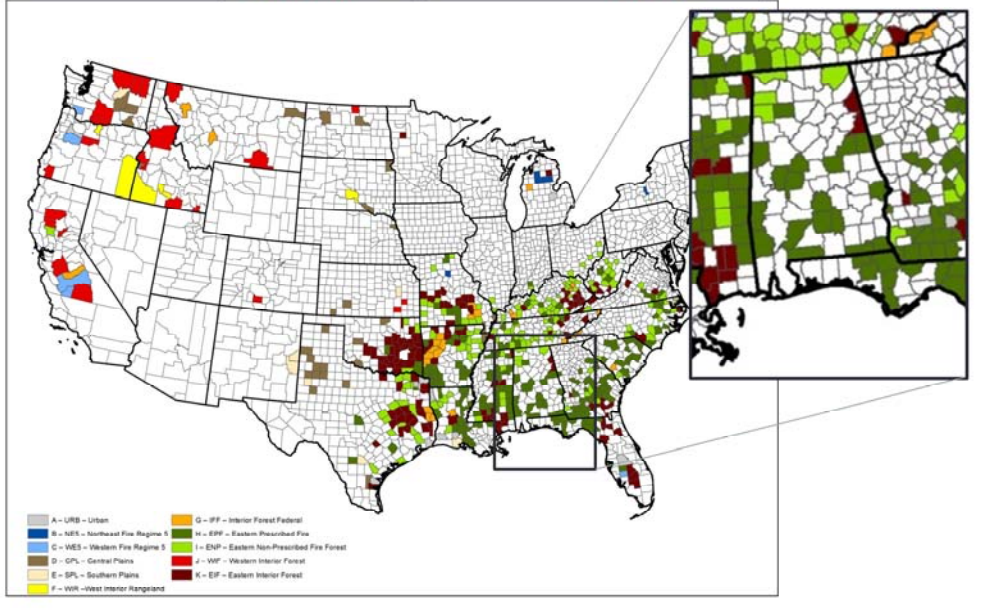 A – URB – Urban
B – NE5 – Northeast Fire Regime 5
C – WE5 – Western Fire Regime 5
D – CPL – Central Plains
E – SPL – Southern Plains
F – WIR –West Interior Rangeland
G – IFF – Interior Forest Federal
H – EPF – Eastern Prescribed Fire
I – ENP – Eastern Non-Prescribed Fire Forest
J – WIF – Western Interior Forest
K – EIF – Eastern Interior Forest